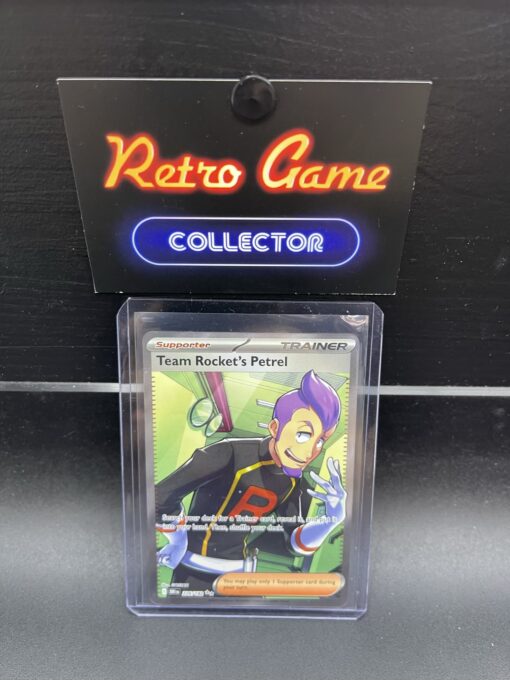 Retro Game
COLLECTOR
Supporter
TRAINER
Team Rocket's Petrel
R
Search your deck for a Trainer card, reveal it, and put it
into your hand. Then, shuffle your deck.
You may play only 1 Supporter card during
your turn.